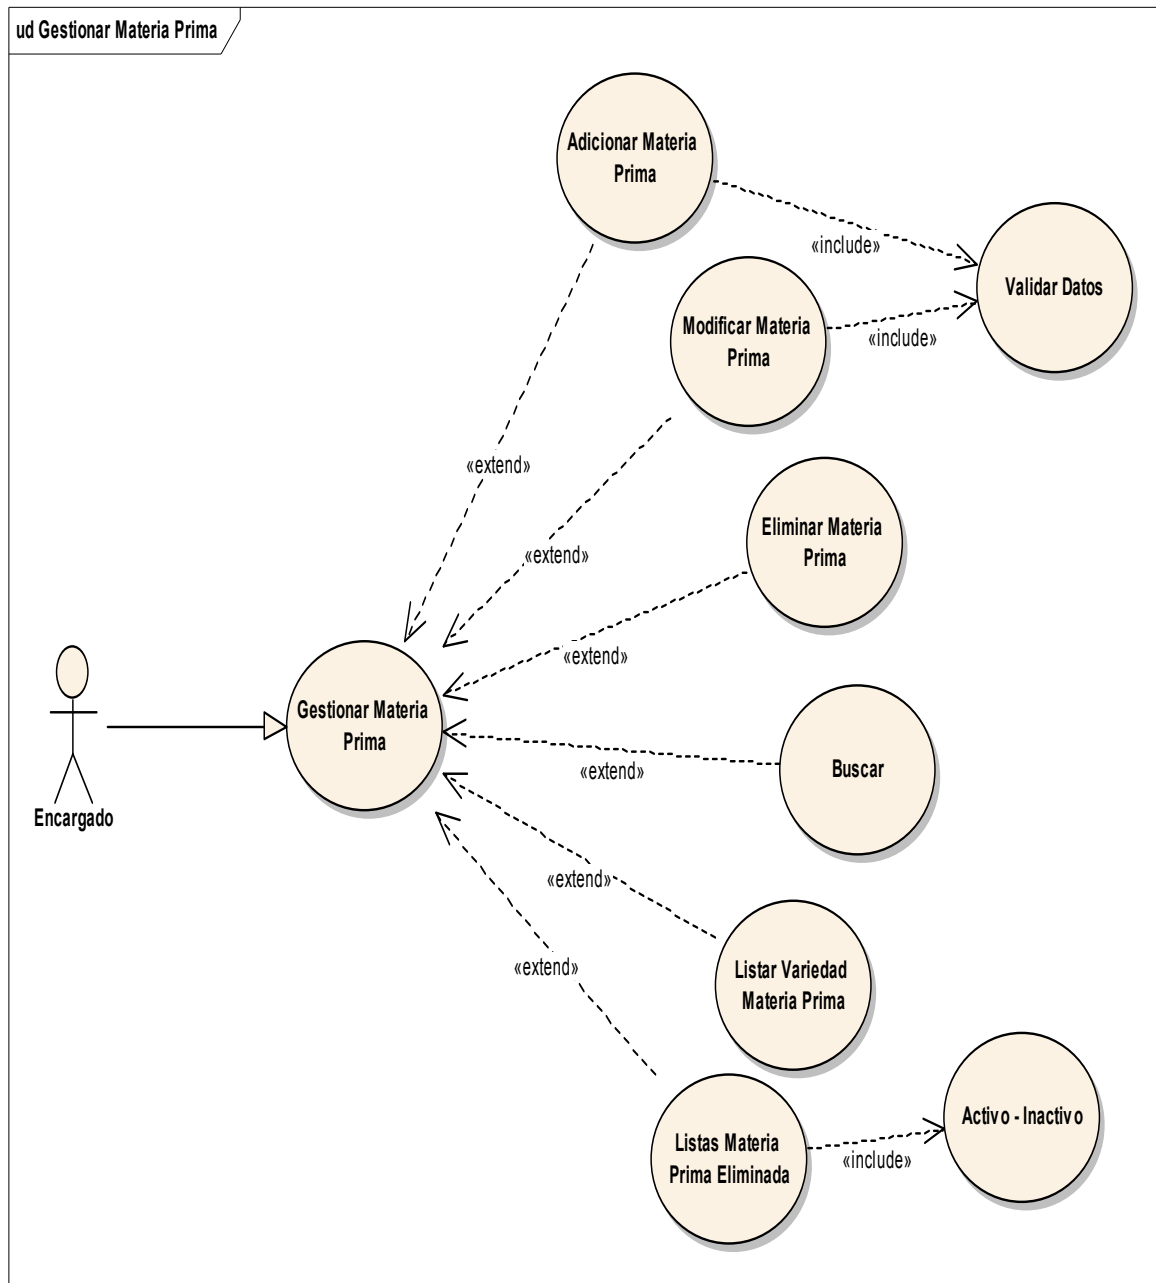 ud Gestionar Materia Prima
Adicionar Materia
Prima
«include»
Validar Datos
Modificar Materia
Prima
«include»
«extend»
Eliminar Materia
Prima
«extend»
«extend»
Gestionar Materia
Prima
Encargado
«extend»
Buscar
«extend»
«extend»
Listar Variedad
Materia Prima
Listas Materia
Prima Eliminada
«include»
Activo - Inactivo